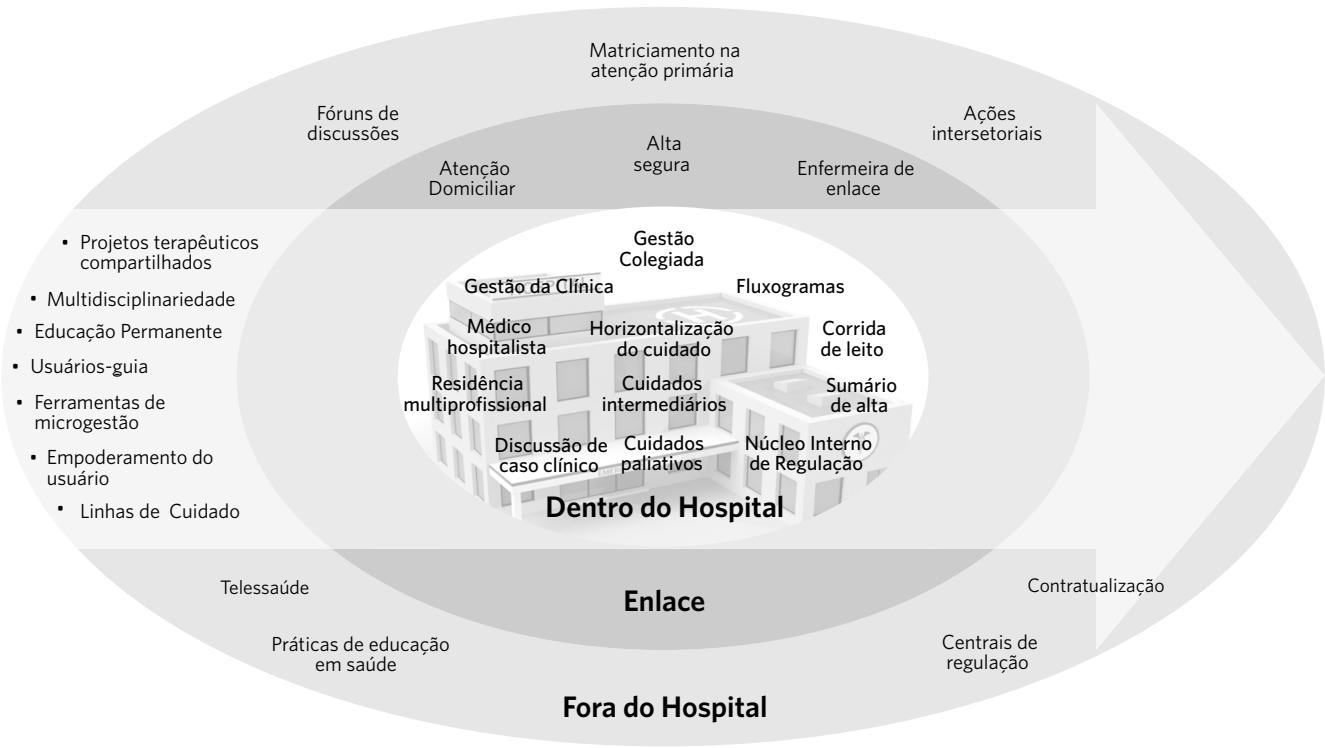 Matriciamento na
atenção primária
Fóruns de
discussões
Ações
intersetoriais
Alta
segura
Atenção
Domiciliar
Enfermeira de
enlace
• Projetos terapêuticos
compartilhados
• Multidisciplinariedade
• Educação Permanente
• Usuários-guia
• Ferramentas de
microgestão
• Empoderamento do
usuário
• Linhas de Cuidado
Gestão
Colegiada
Gestão da Clínica
Fluxogramas
Médico
hospitalista
Horizontalização
do cuidado
Corrida
de leito
Residência
multiprofissional
Cuidados
intermediários
Sumário
de alta
Discussão de
caso clínico
Cuidados
paliativos
Núcleo Interno
de Regulação
Dentro do Hospital
Telessaúde
Enlace
Contratualização
Práticas de educação
em saúde
Centrais de
regulação
Fora do Hospital